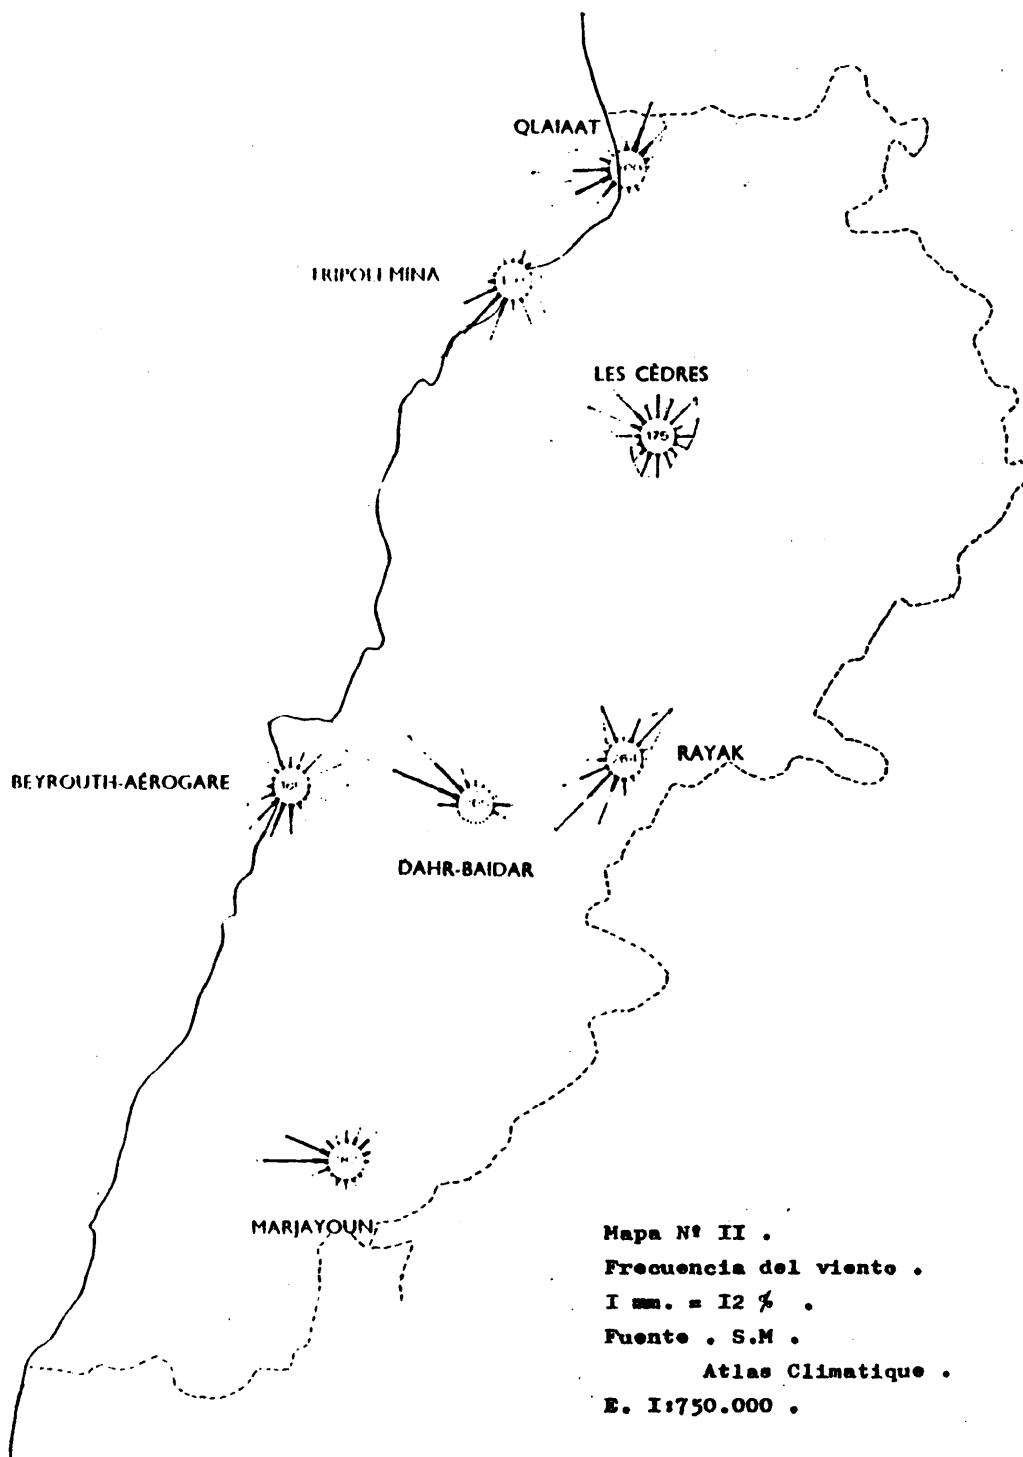 QLAIAAT
TRIPOLI MINA
LES CÈDRES
175
BEYROUTH-AÉROGARE
RAYAK
DAHR-BAIDAR
MARJAYOUN
Mapa Nº II .
Frecuencia del viento .
I mm. = I2 % .
Fuente . S.M .
Atlas Climatique .
E. I:750.000 .